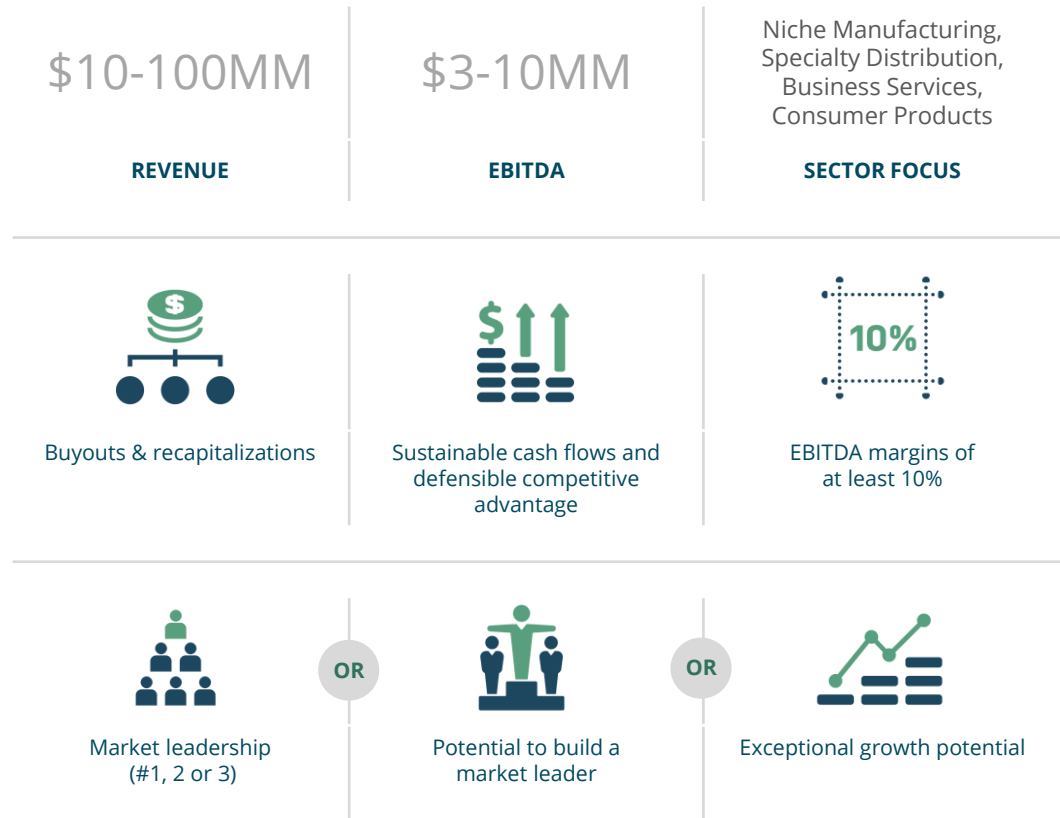 $10-100MM
REVENUE
$3-10MM
EBITDA
Niche Manufacturing,
Specialty Distribution,
Business Services,
Consumer Products
SECTOR FOCUS
$
Buyouts & recapitalizations
$
Sustainable cash flows and
defensible competitive
advantage
10%
EBITDA margins of
at least 10%
Market leadership
(#1, 2 or 3)
OR
Potential to build a
market leader
OR
Exceptional growth potential